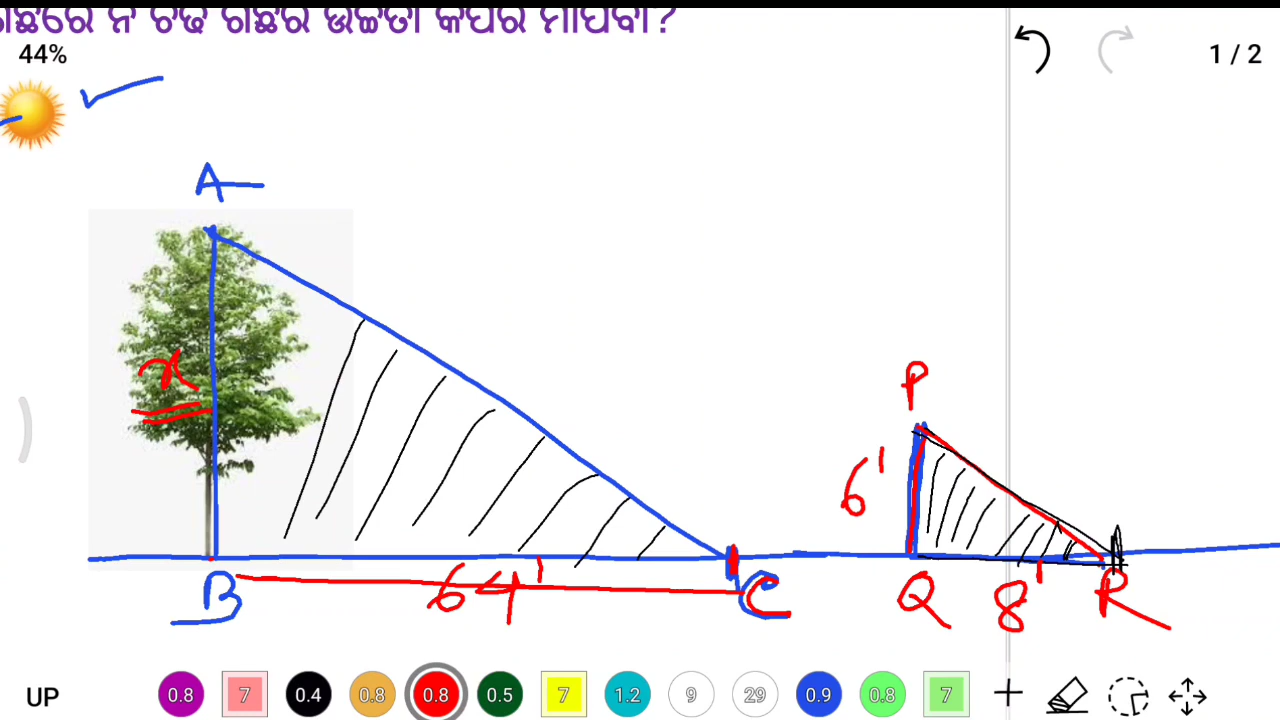 ନ ଚଢ ଗଛର ଉଚ୍ଚତା କିପରି ମାପିବା?
44%
1 / 2
A
x
P
6'
B
64'
C
Q
8'
R
UP
0.8 7 0.4 0.8 0.8 0.5 7 1.2 9 29 0.9 0.8 7